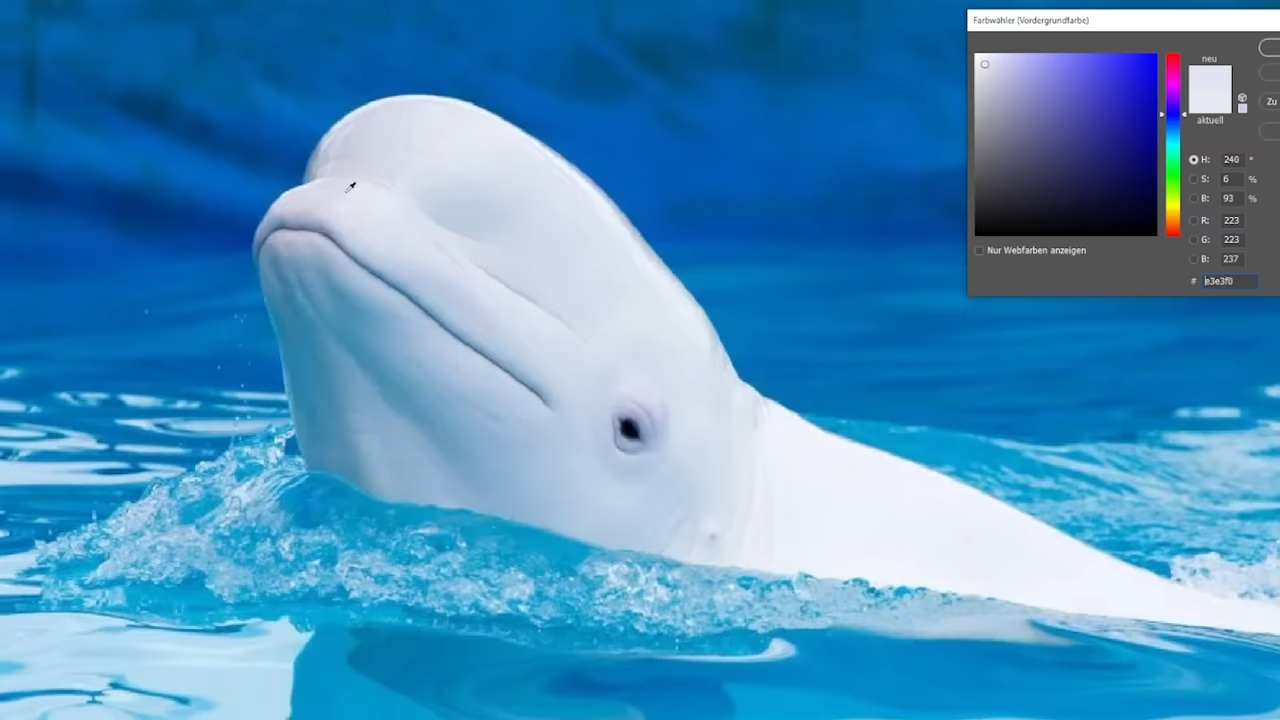 Farbwähler (Vordergrundfarbe)
neu
Zu
aktuell
H: 240 °
S: 6 %
B: 93 %
R: 223
G: 223
B: 237
Nur Webfarben anzeigen
# e3e3f0